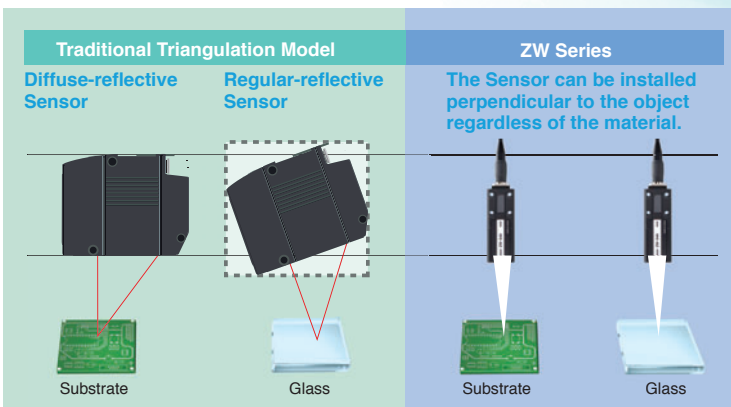 Traditional Triangulation Model
ZW Series
Diffuse-reflective
Sensor
Regular-reflective
Sensor
The Sensor can be installed
perpendicular to the object
regardless of the material.
Substrate
Glass
Substrate
Glass